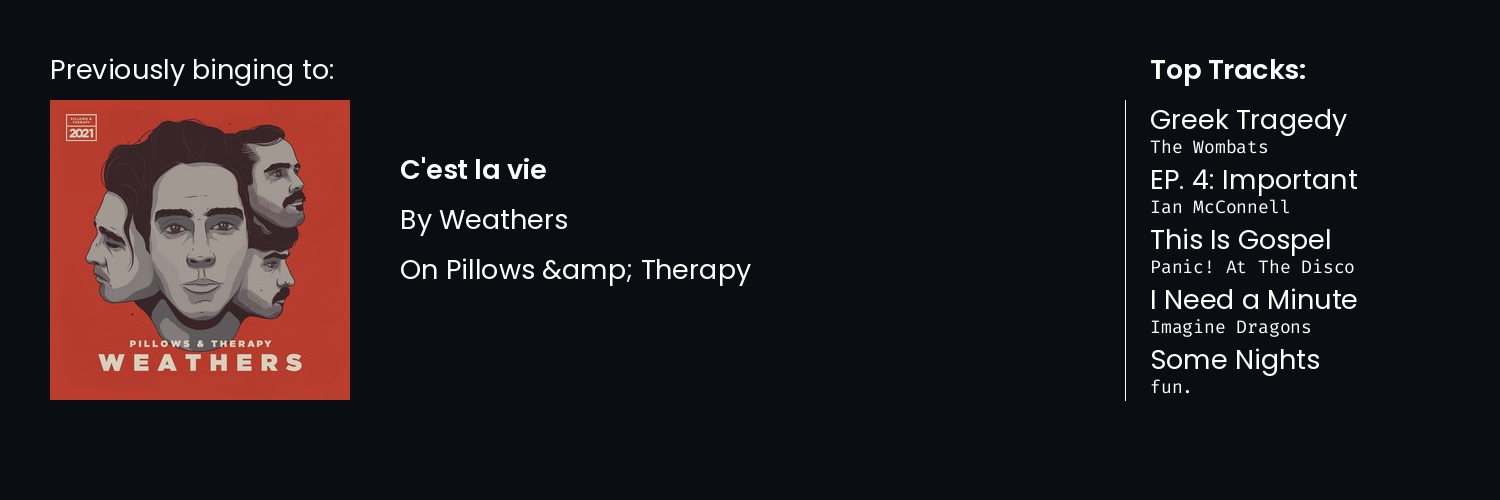 Previously binging to:
PILLOWS &
THERAPY
2021
PILLOWS & THERAPY
WEATHERS
C'est la vie
By Weathers
On Pillows &amp; Therapy
Top Tracks:
Greek Tragedy
The Wombats
EP. 4: Important
Ian McConnell
This Is Gospel
Panic! At The Disco
I Need a Minute
Imagine Dragons
Some Nights
fun.